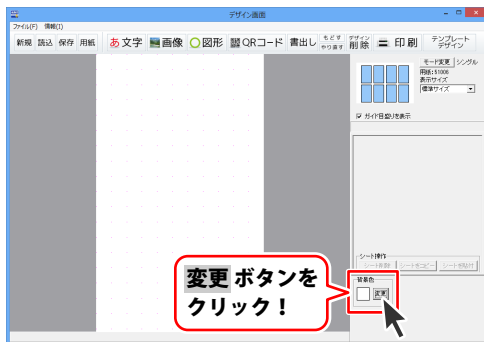 デザイン画面
ファイル(F) 情報(I)
新規 読込 保存 用紙 あ文字 画像 図形 QRコード 書出し もどす やり直す デザイン削除 印刷 テンプレートデザイン
モード変更 シングル
用紙:51006
表示サイズ
標準サイズ
ガイド目盛りを表示
シート操作
シート削除 シートをコピー シートを貼付
背景色
変更
変更 ボタンを
クリック！